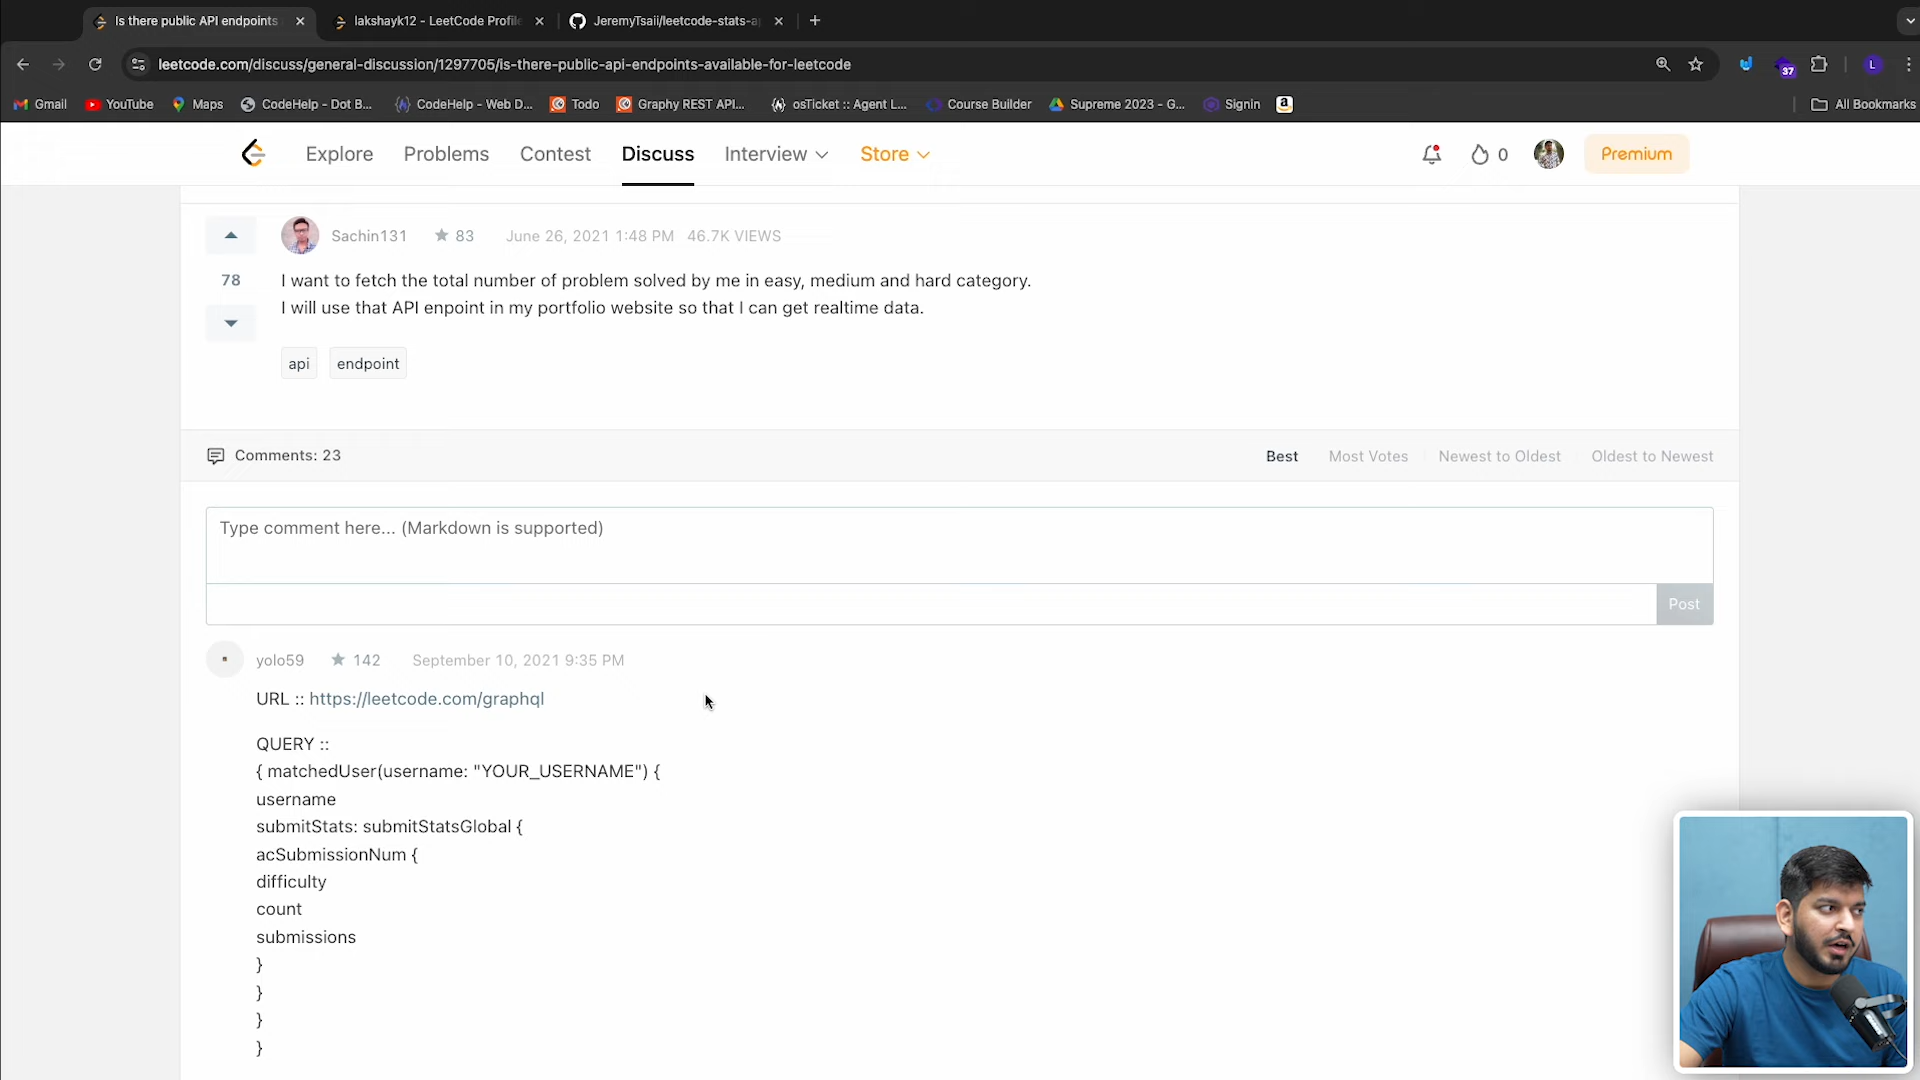 Is there public API endpoints
lakshayk12 - LeetCode Profile
JeremyTsaii/leetcode-stats-a
leetcode.com/discuss/general-discussion/1297705/is-there-public-api-endpoints-available-for-leetcode
37
L
Gmail
YouTube
Maps
CodeHelp - Dot B...
CodeHelp - Web D...
Todo
Graphy REST API...
osTicket :: Agent L...
Course Builder
Supreme 2023 - G...
Signin
All Bookmarks
Explore
Problems
Contest
Discuss
Interview
Store
0
Premium
Sachin131
83
June 26, 2021 1:48 PM
46.7K VIEWS
78
I want to fetch the total number of problem solved by me in easy, medium and hard category.
I will use that API enpoint in my portfolio website so that I can get realtime data.
api
endpoint
Comments: 23
Best
Most Votes
Newest to Oldest
Oldest to Newest
Type comment here... (Markdown is supported)
Post
yolo59
142
September 10, 2021 9:35 PM
URL :: https://leetcode.com/graphql
QUERY ::
{ matchedUser(username: "YOUR_USERNAME") {
username
submitStats: submitStatsGlobal {
acSubmissionNum {
difficulty
count
submissions
}
}
}
}